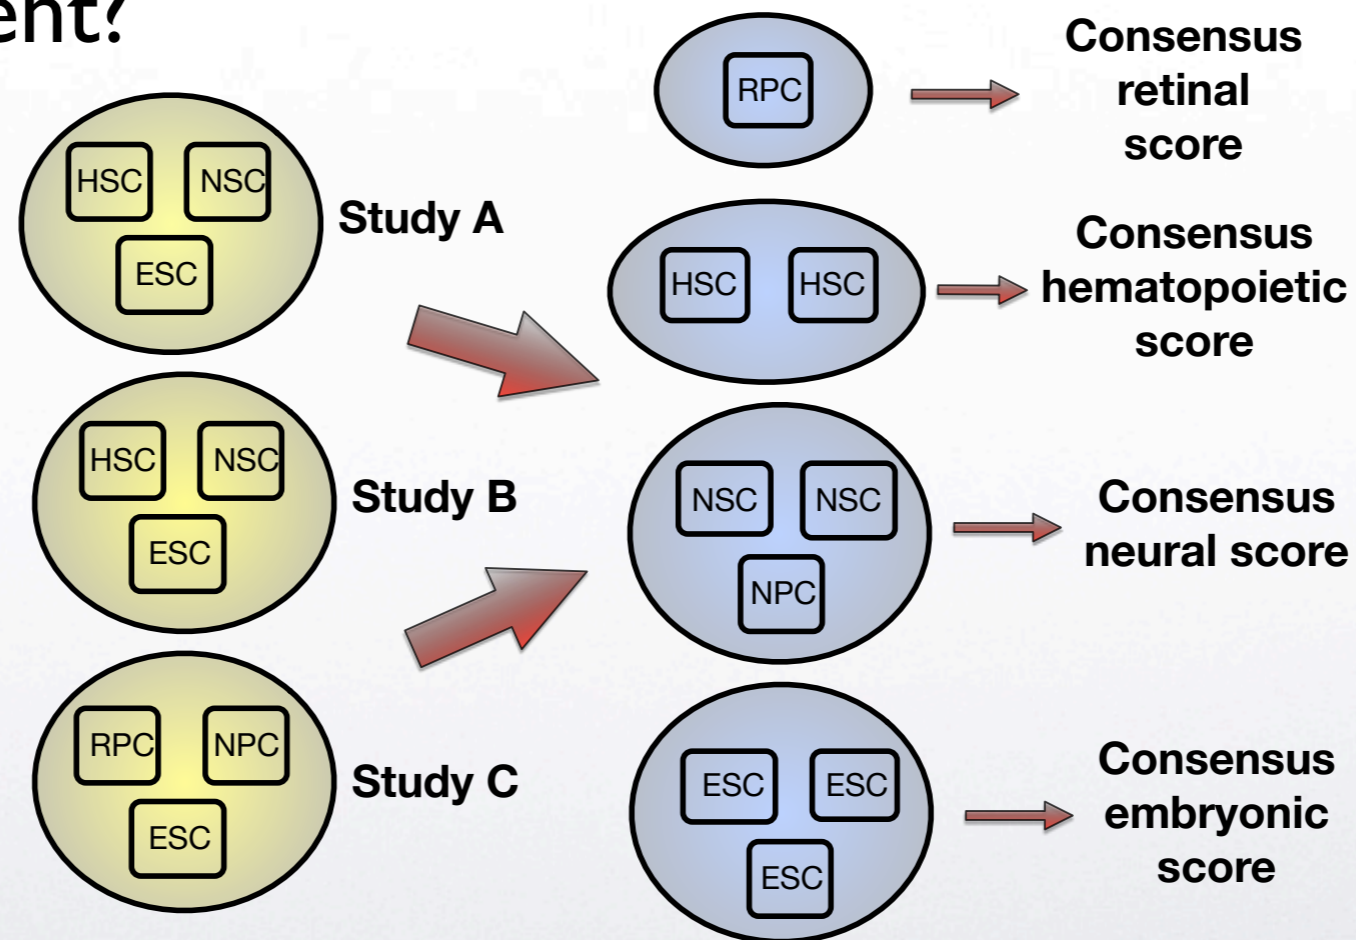 ent?
HSC NSC
ESC
Study A
HSC NSC
ESC
Study B
RPC NPC
ESC
Study C
RPC
Consensus
retinal
score
HSC HSC
Consensus
hematopoietic
score
NSC NSC
NPC
Consensus
neural score
ESC ESC
ESC
Consensus
embryonic
score